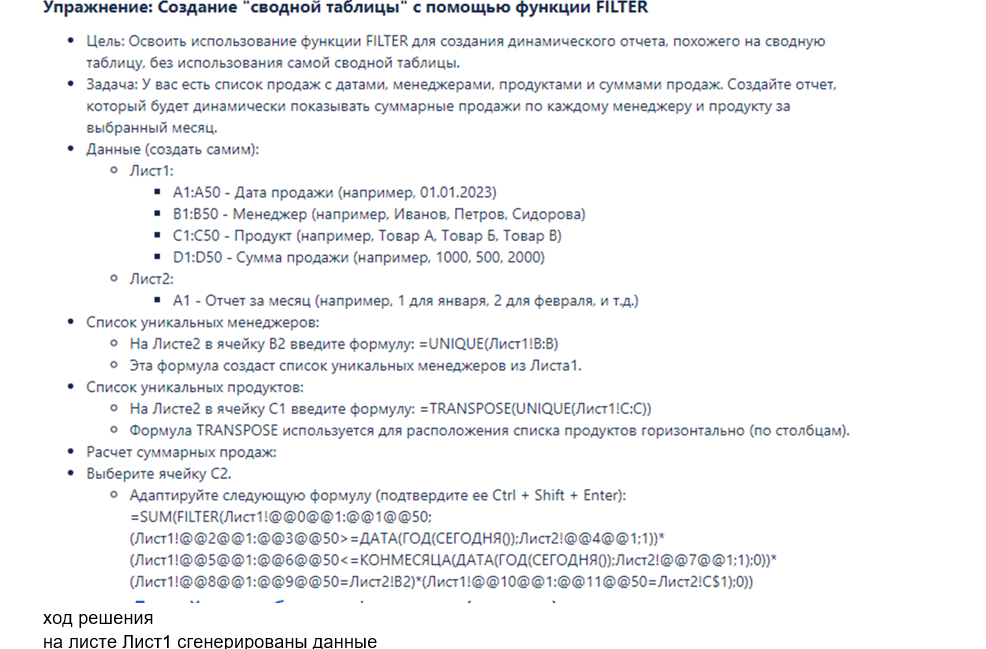 Упражнение: Создание "сводной таблицы" с помощью функции FILTER
• Цель: Освоить использование функции FILTER для создания динамического отчета, похожего на сводную
таблицу, без использования самой сводной таблицы.
• Задача: У вас есть список продаж с датами, менеджерами, продуктами и суммами продаж. Создайте отчет,
который будет динамически показывать суммарные продажи по каждому менеджеру и продукту за
выбранный месяц.
• Данные (создать самим):
◦ Лист1:
▪ A1:A50 - Дата продажи (например, 01.01.2023)
▪ B1:B50 - Менеджер (например, Иванов, Петров, Сидорова)
▪ C1:C50 - Продукт (например, Товар А, Товар Б, Товар В)
▪ D1:D50 - Сумма продажи (например, 1000, 500, 2000)
◦ Лист2:
▪ A1 - Отчет за месяц (например, 1 для января, 2 для февраля, и т.д.)
• Список уникальных менеджеров:
◦ На Листе2 в ячейку B2 введите формулу: =UNIQUE(Лист1!B:B)
◦ Эта формула создаст список уникальных менеджеров из Листа1.
• Список уникальных продуктов:
◦ На Листе2 в ячейку C1 введите формулу: =TRANSPOSE(UNIQUE(Лист1!C:C))
◦ Формула TRANSPOSE используется для расположения списка продуктов горизонтально (по столбцам).
• Расчет суммарных продаж:
• Выберите ячейку C2.
◦ Адаптируйте следующую формулу (подтвердите ее Ctrl + Shift + Enter):
=SUM(FILTER(Лист1!@@0@@1:@@1@@50;
(Лист1!@@2@@1:@@3@@50>=ДАТА(ГОД(СЕГОДНЯ());Лист2!@@4@@1;1))*
(Лист1!@@5@@1:@@6@@50<=КОНМЕСЯЦА(ДАТА(ГОД(СЕГОДНЯ());Лист2!@@7@@1;1);0))*
(Лист1!@@8@@1:@@9@@50=Лист2!B2)*(Лист1!@@10@@1:@@11@@50=Лист2!C$1);0))
ход решения
на листе Лист1 сгенерированы данные